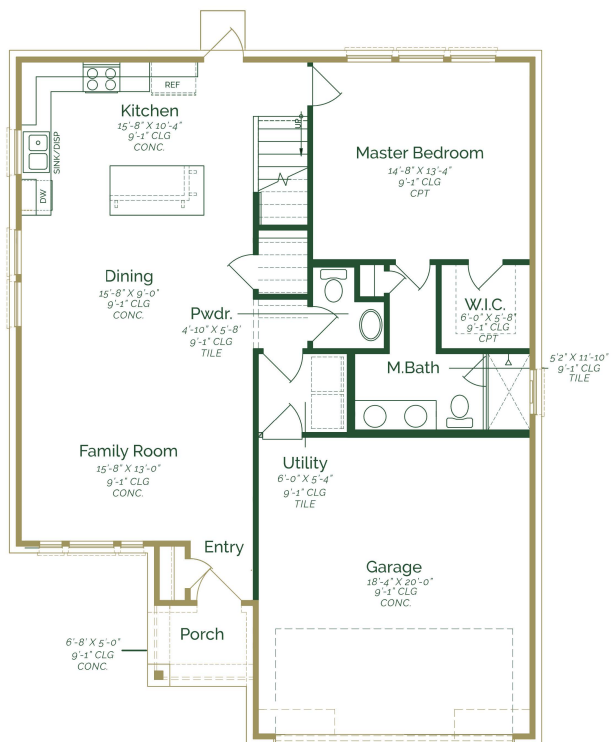 REF
Kitchen
15'-8" X 10'-4"
9'-1" CLG
CONC.
UP
SINK/DISP
DW
Master Bedroom
14'-8" X 13'-4"
9'-1" CLG
CPT
Dining
15'-8" X 9'-0"
9'-1" CLG
CONC.
Pwdr.
4'-10" X 5'-8'
9'-1" CLG
TILE
W.I.C.
6'-0" X 5'-8"
9'-1" CLG
CPT
M.Bath
5'2" X 11'-10"
9'-1" CLG
TILE
Family Room
15'-8" X 13'-0"
9'-1" CLG
CONC.
Utility
6'-0" X 5'-4"
9'-1" CLG
TILE
Entry
Garage
18'-4" X 20'-0"
9'-1" CLG
CONC.
Porch
6'-8' X 5'-0"
9'-1" CLG
CONC.